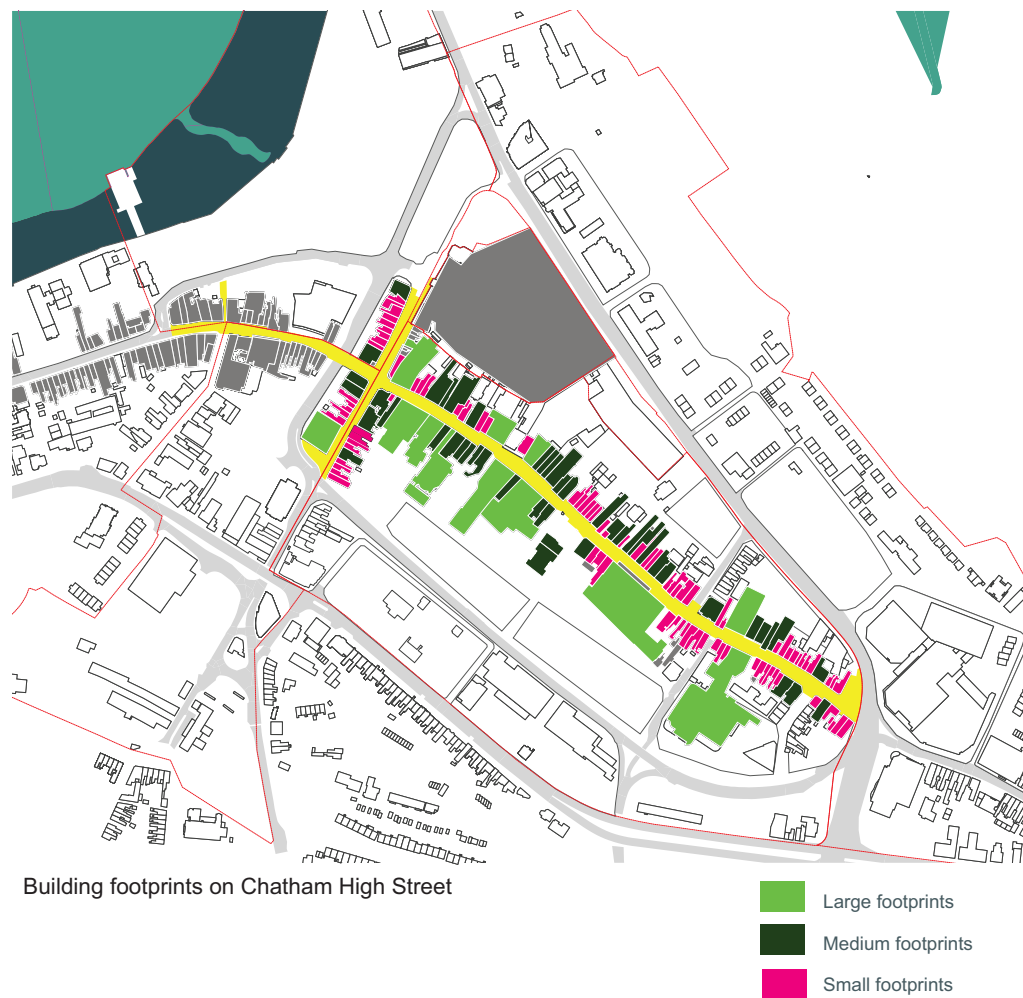 Building footprints on Chatham High Street
Large footprints
Medium footprints
Small footprints